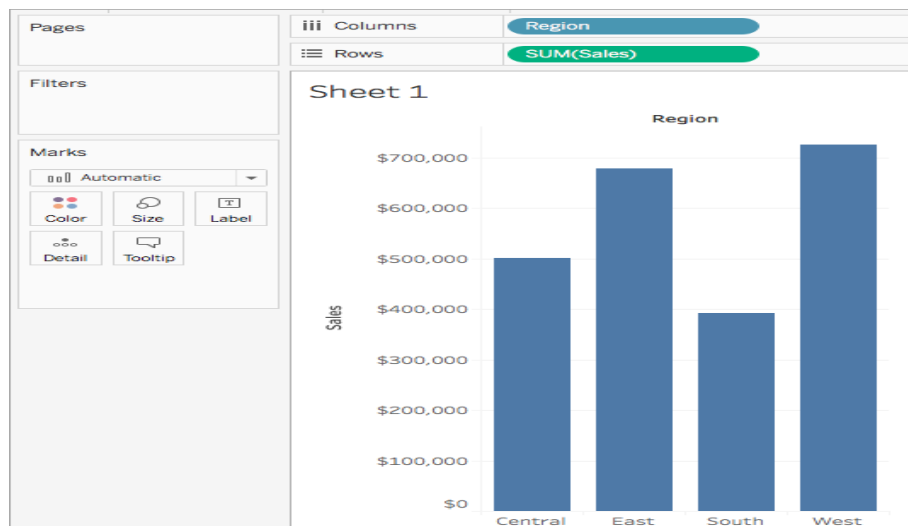 Pages
Columns
Region
Rows
SUM(Sales)
Filters
Sheet 1
Marks
Automatic
Color
Size
T
Label
Detail
Tooltip
Region
$700,000
$600,000
$500,000
$400,000
$300,000
$200,000
$100,000
$0
Sales
Central East South West